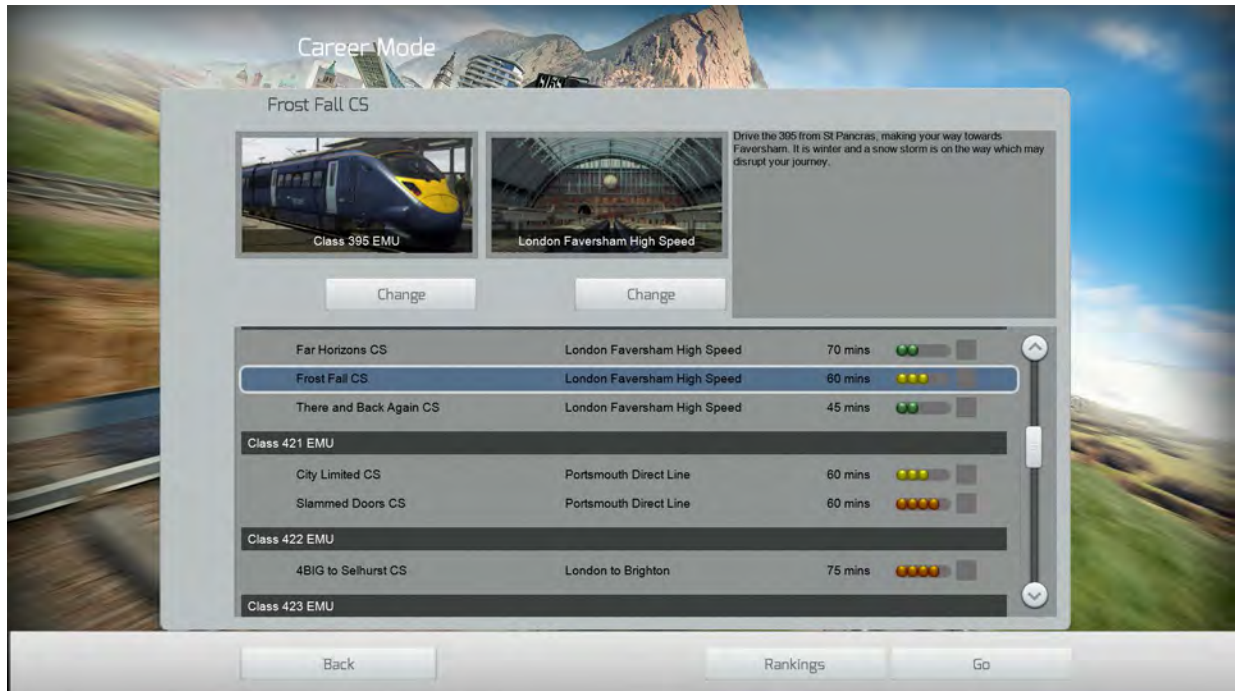 Career Mode
Frost Fall CS
Class 395 EMU
London Faversham High Speed
Drive the 395 from St Pancras, making your way towards
Faversham. It is winter and a snow storm is on the way which may
disrupt your journey.
Change
Change
Far Horizons CS London Faversham High Speed 70 mins
Frost Fall CS London Faversham High Speed 60 mins
There and Back Again CS London Faversham High Speed 45 mins
Class 421 EMU
City Limited CS Portsmouth Direct Line 60 mins
Slammed Doors CS Portsmouth Direct Line 60 mins
Class 422 EMU
4BIG to Selhurst CS London to Brighton 75 mins
Class 423 EMU
Back
Rankings
Go